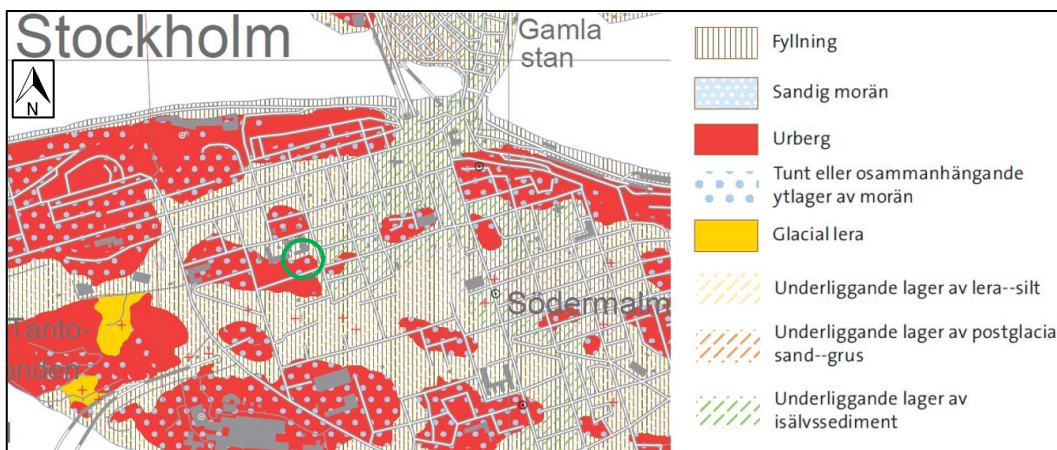 Stockholm
Gamla
stan
N
Södermalm
Tanto-
unden
Fyllning
Sandig morän
Urberg
Tunt eller osammanhängande
ytlager av morän
Glacial lera
Underliggande lager av lera--silt
Underliggande lager av postglacia
sand--grus
Underliggande lager av
isälvssediment